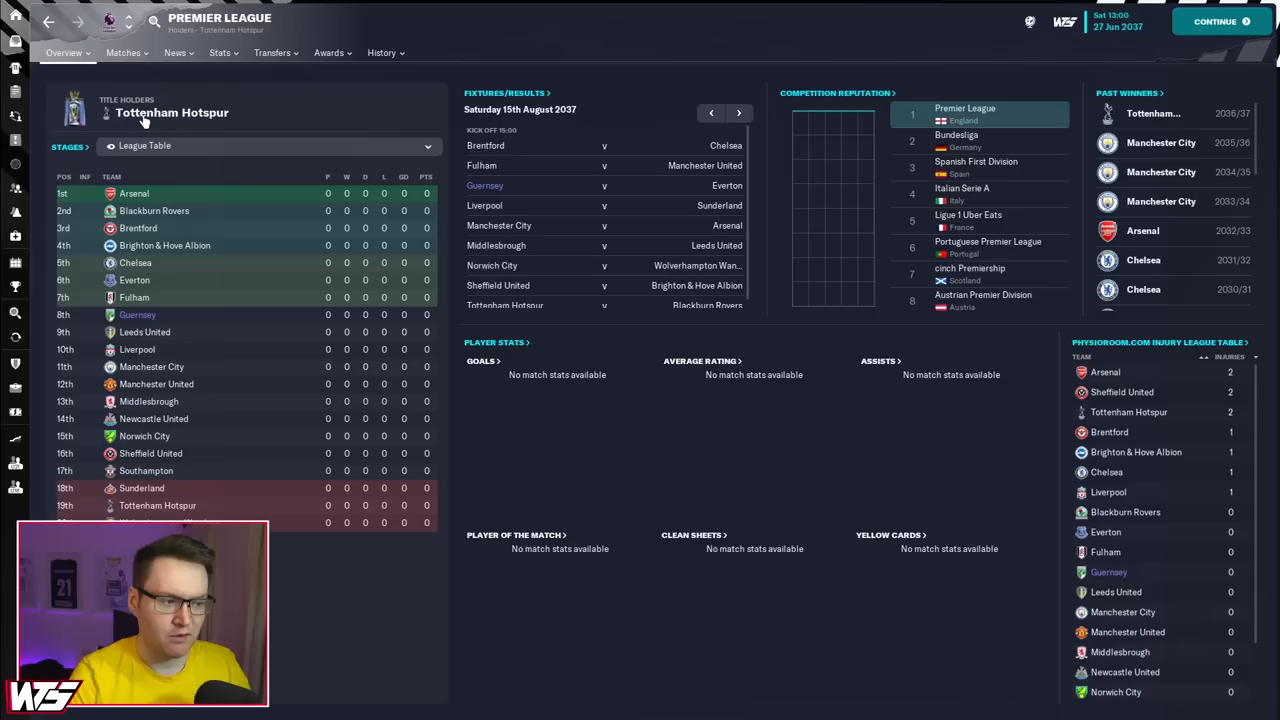 PREMIER LEAGUE
Holders - Tottenham Hotspur
Sat 13:00
27 Jun 2037
CONTINUE
Overview
Matches
News
Stats
Transfers
Awards
History
TITLE HOLDERS
Tottenham Hotspur
STAGES
League Table
POS INF TEAM P W D L GD PTS
1st Arsenal 0 0 0 0 0 0
2nd Blackburn Rovers 0 0 0 0 0 0
3rd Brentford 0 0 0 0 0 0
4th Brighton & Hove Albion 0 0 0 0 0 0
5th Chelsea 0 0 0 0 0 0
6th Everton 0 0 0 0 0 0
7th Fulham 0 0 0 0 0 0
8th Guernsey 0 0 0 0 0 0
9th Leeds United 0 0 0 0 0 0
10th Liverpool 0 0 0 0 0 0
11th Manchester City 0 0 0 0 0 0
12th Manchester United 0 0 0 0 0 0
13th Middlesbrough 0 0 0 0 0 0
14th Newcastle United 0 0 0 0 0 0
15th Norwich City 0 0 0 0 0 0
16th Sheffield United 0 0 0 0 0 0
17th Southampton 0 0 0 0 0 0
18th Sunderland 0 0 0 0 0 0
19th Tottenham Hotspur 0 0 0 0 0 0
FIXTURES/RESULTS
Saturday 15th August 2037
KICK OFF 15:00
Brentford v Chelsea
Fulham v Manchester United
Guernsey v Everton
Liverpool v Sunderland
Manchester City v Arsenal
Middlesbrough v Leeds United
Norwich City v Wolverhampton Wan...
Sheffield United v Brighton & Hove Albion
Tottenham Hotspur v Blackburn Rovers
COMPETITION REPUTATION
1 Premier League
England
2 Bundesliga
Germany
3 Spanish First Division
Spain
4 Italian Serie A
Italy
5 Ligue 1 Uber Eats
France
6 Portuguese Premier League
Portugal
7 cinch Premiership
Scotland
8 Austrian Premier Division
Austria
PAST WINNERS
Tottenham... 2036/37
Manchester City 2035/36
Manchester City 2034/35
Manchester City 2033/34
Arsenal 2032/33
Chelsea 2031/32
Chelsea 2030/31
PLAYER STATS
GOALS
No match stats available
AVERAGE RATING
No match stats available
ASSISTS
No match stats available
PLAYER OF THE MATCH
No match stats available
CLEAN SHEETS
No match stats available
YELLOW CARDS
No match stats available
PHYSIOROOM.COM INJURY LEAGUE TABLE
TEAM INJURIES
Arsenal 2
Sheffield United 2
Tottenham Hotspur 2
Brentford 1
Brighton & Hove Albion 1
Chelsea 1
Liverpool 1
Blackburn Rovers 0
Everton 0
Fulham 0
Guernsey 0
Leeds United 0
Manchester City 0
Manchester United 0
Middlesbrough 0
Newcastle United 0
Norwich City 0
21
WTS